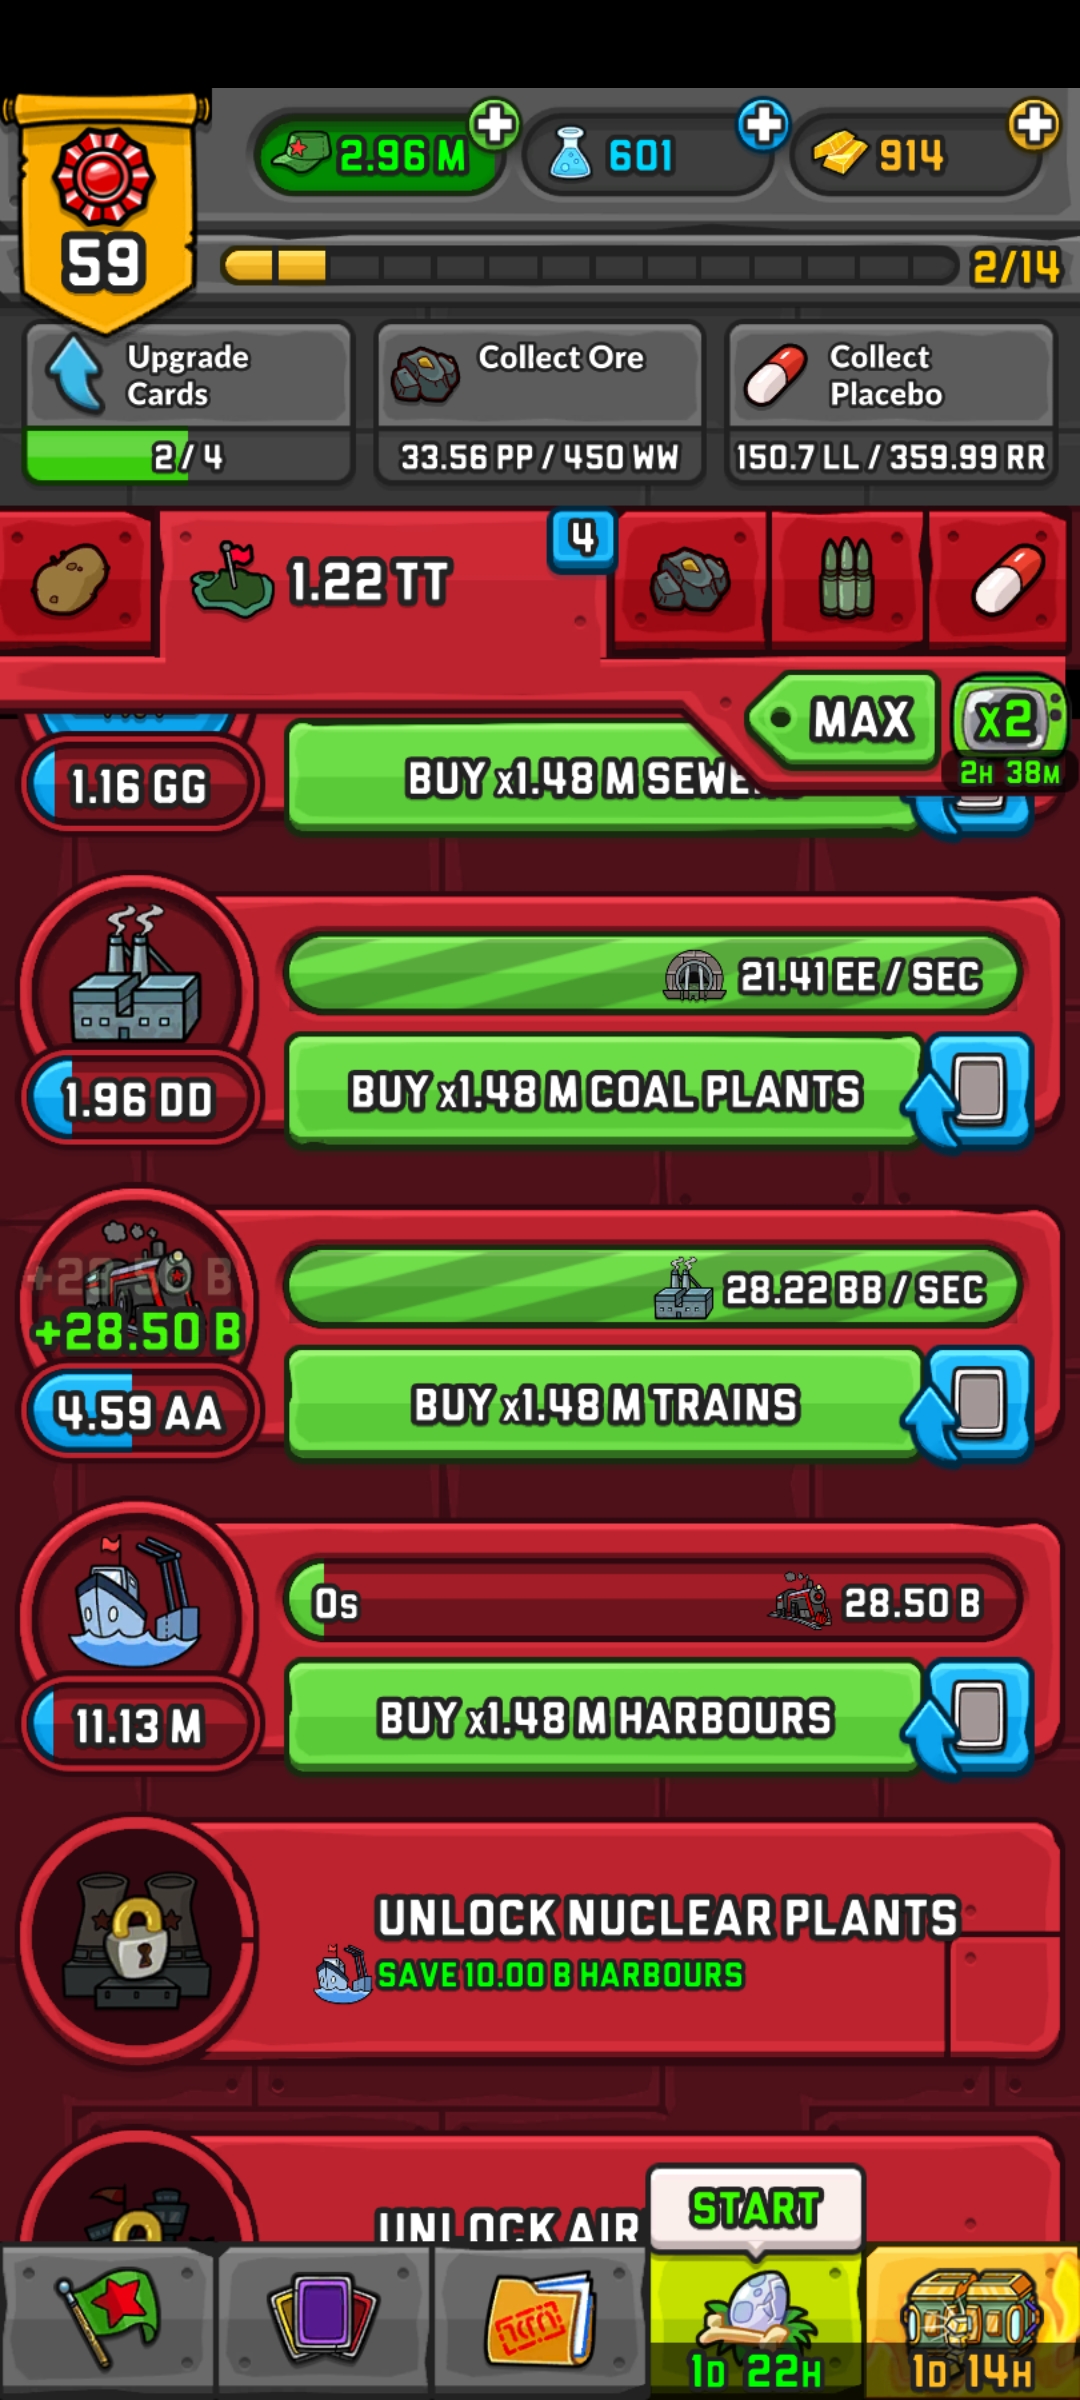 59
2.96 M
601
914
2/14
Upgrade
Cards
2/4
Collect Ore
33.56 PP / 450 WW
Collect
Placebo
150.7 LL / 359.99 RR
1.22 TT
4
MAX
x2
2H 38M
1.16 GG
BUY x1.48 M
21.41 EE / SEC
1.96 DD
BUY x1.48 M COAL PLANTS
+28.50 B
28.22 BB / SEC
4.59 AA
BUY x1.48 M TRAINS
0s
28.50 B
11.13 M
BUY x1.48 M HARBOURS
UNLOCK NUCLEAR PLANTS
SAVE 10.00 B HARBOURS
UNLOCK AIR
START
1D 22H
1D 14H